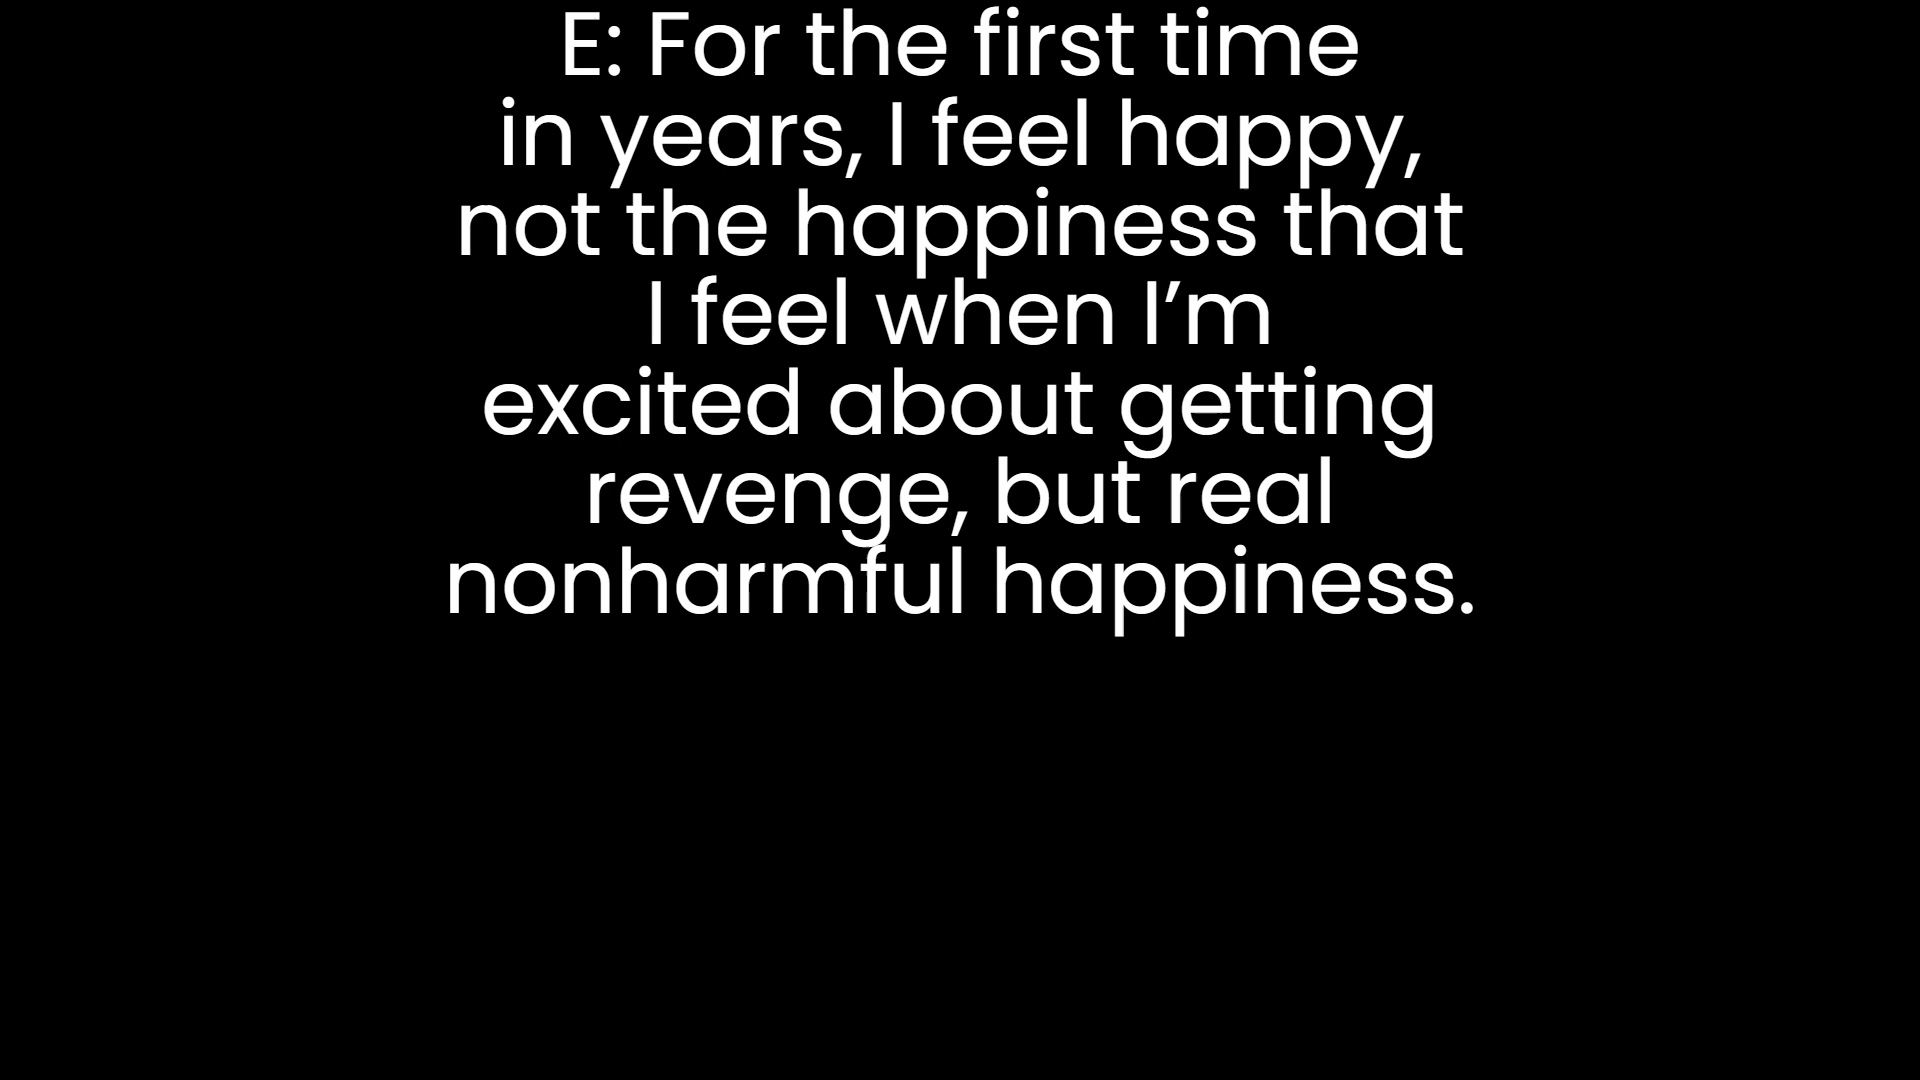 E: For the first time
in years, I feel happy,
not the happiness that
I feel when I’m
excited about getting
revenge, but real
nonharmful happiness.